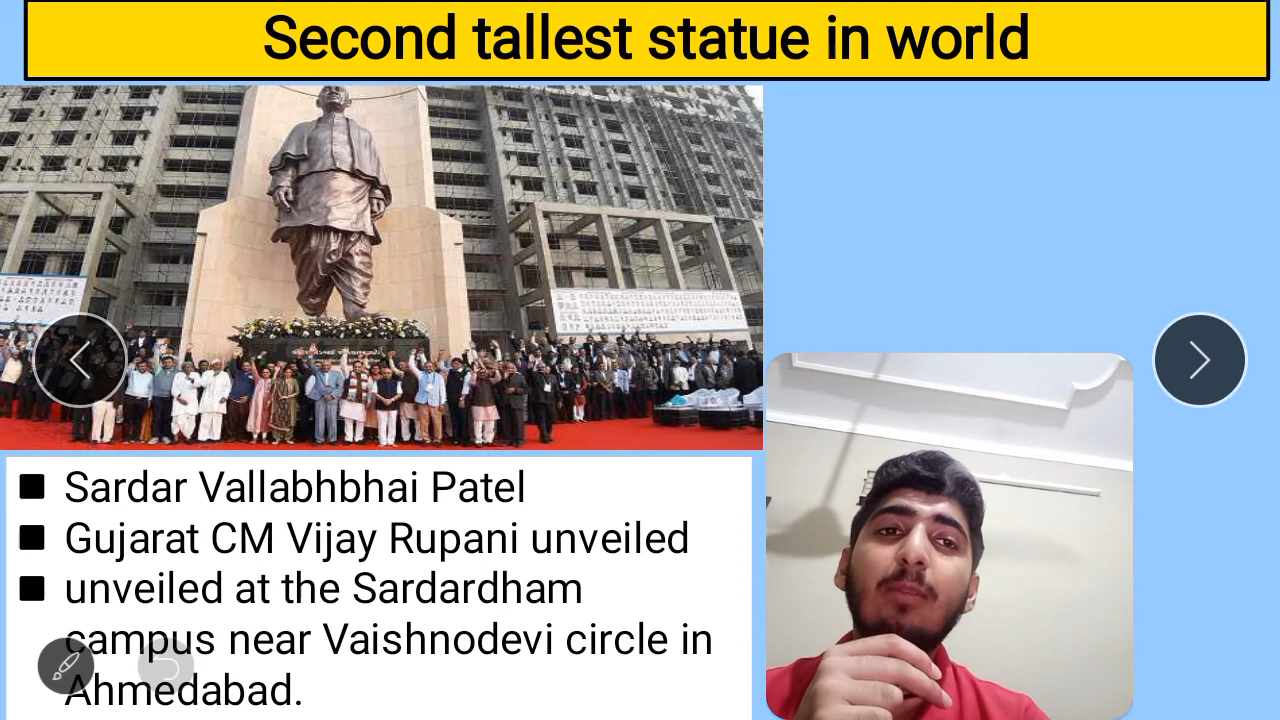 Second tallest statue in world
Sardar Vallabhbhai Patel
Gujarat CM Vijay Rupani unveiled
unveiled at the Sardardham
campus near Vaishnodevi circle in
Ahmedabad.